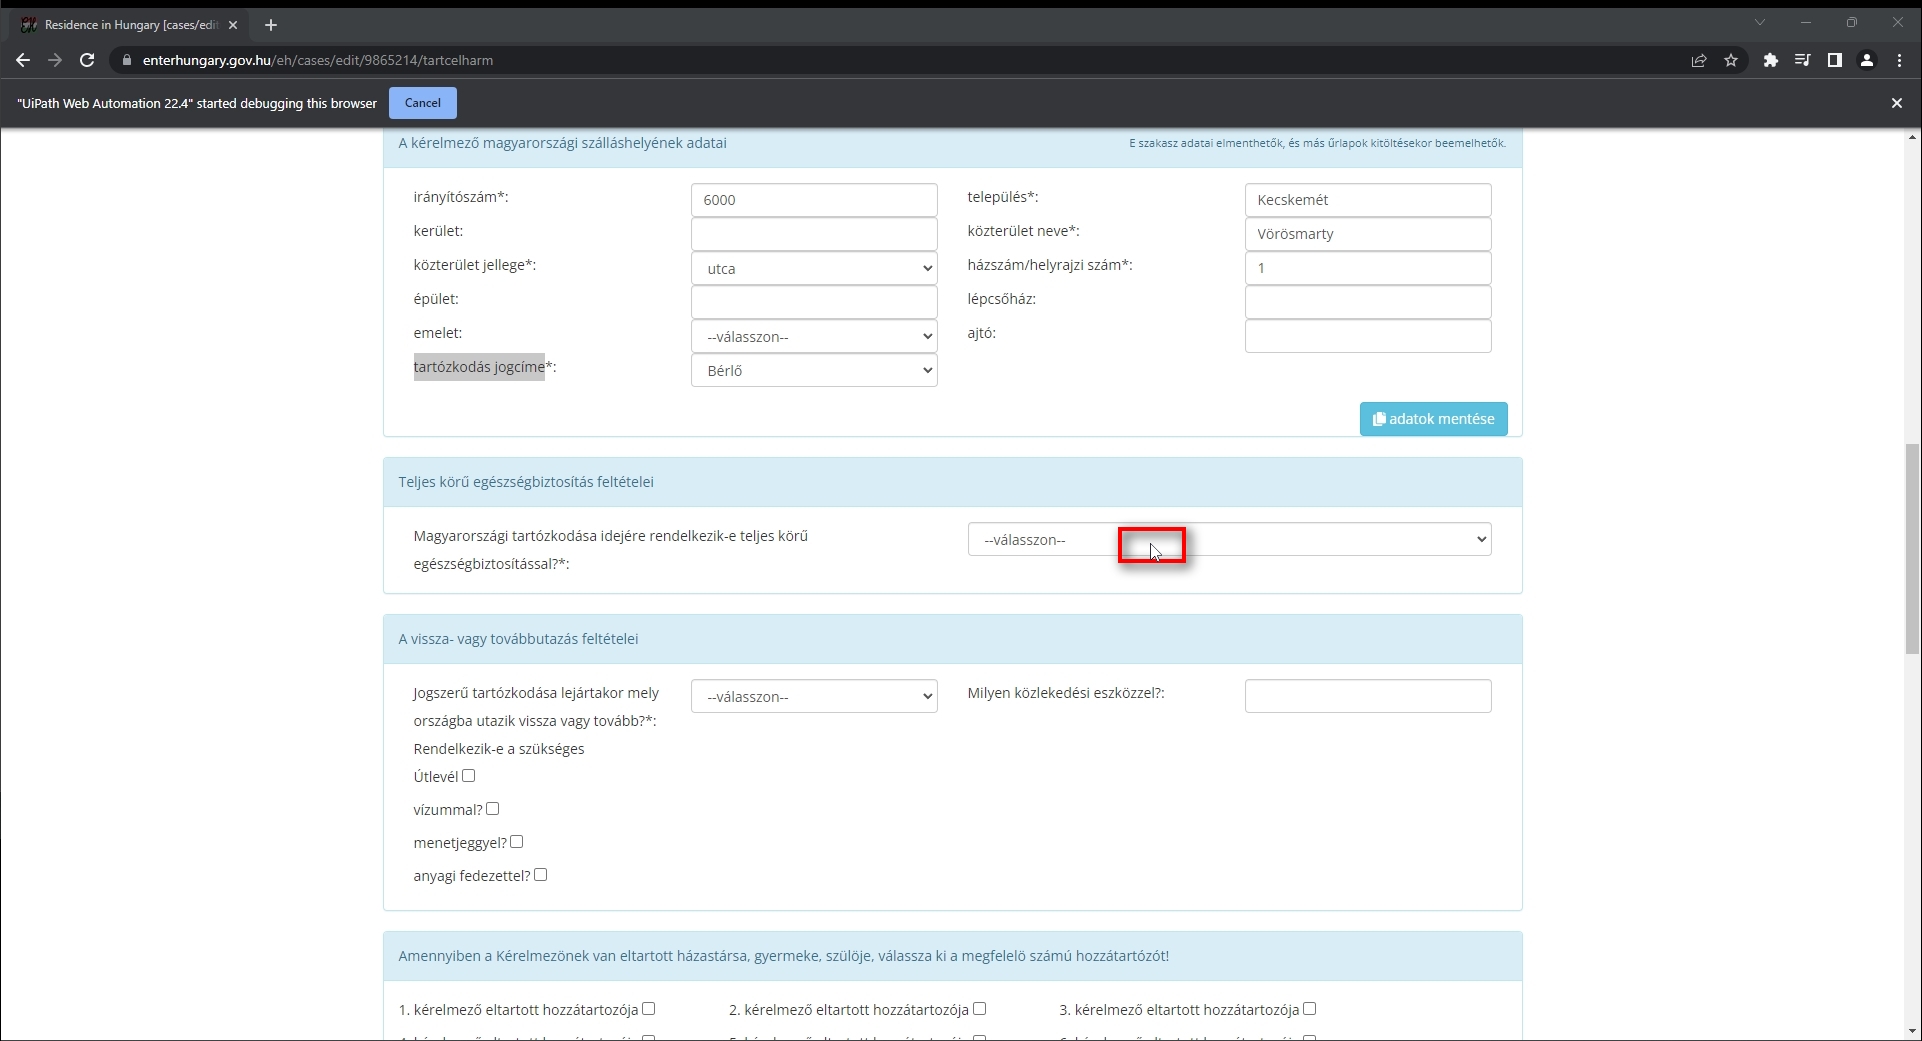 Residence in Hungary [cases/edit
enterhungary.gov.hu/eh/cases/edit/9865214/tartcelharm
"UiPath Web Automation 22.4" started debugging this browser Cancel
A kérelmező magyarországi szálláshelyének adatai E szakasz adatai elmenthetők, és más űrlapok kitöltésekor beemelhetők.
irányítószám*: 6000 település*: Kecskemét
kerület: közterület neve*: Vörösmarty
közterület jellege*: utca házszám/helyrajzi szám*: 1
épület: lépcsőház:
emelet: --válasszon-- ajtó:
tartózkodás jogcíme*: Bérlő
adatok mentése
Teljes körű egészségbiztosítás feltételei
Magyarországi tartózkodása idejére rendelkezik-e teljes körű --válasszon--
egészségbiztosítással?*:
A vissza- vagy továbbutazás feltételei
Jogszerű tartózkodása lejártakor mely --válasszon-- Milyen közlekedési eszközzel?:
országba utazik vissza vagy tovább?*:
Rendelkezik-e a szükséges
Útlevél
vízummal?
menetjeggyel?
anyagi fedezettel?
Amennyiben a Kérelmezönek van eltartott házastársa, gyermeke, szülöje, válassza ki a megfelelö számú hozzátartózót!
1. kérelmező eltartott hozzátartozója 2. kérelmező eltartott hozzátartozója 3. kérelmező eltartott hozzátartozója